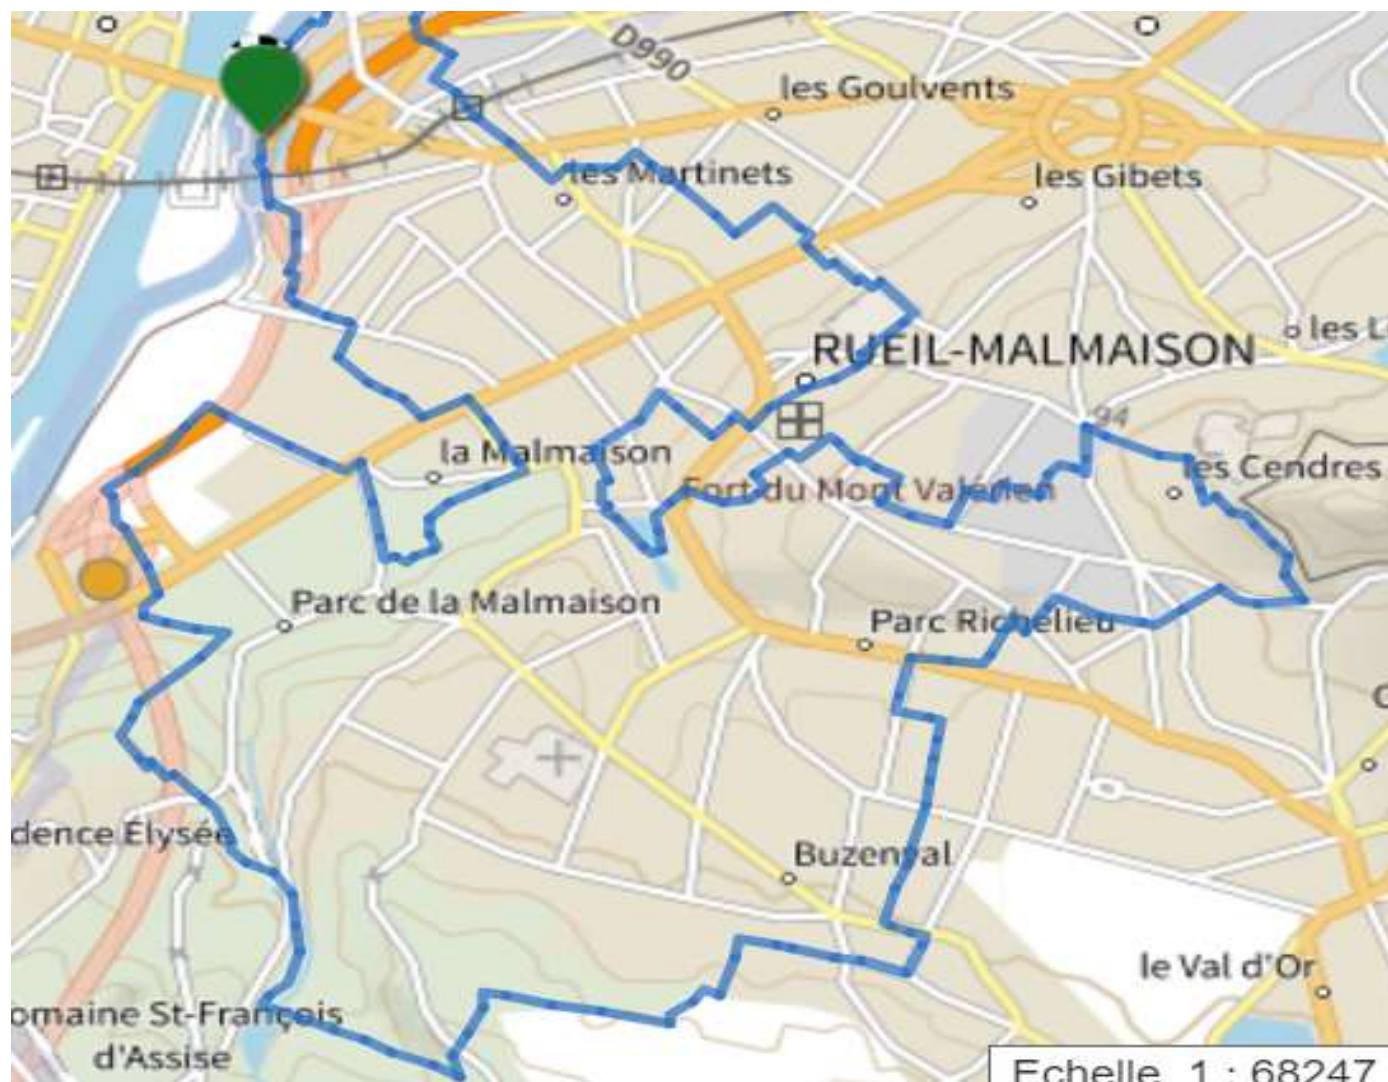 D990
les Goulvents
les Martinets
les Gibets
les L
RUEIL-MALMAISON
94
la Malmaison
les Cendres
Fort du Mont Valérien
Parc de la Malmaison
Parc Richelieu
C
dence Élysée
Buzenval
le Val d'Or
omaine St-François
d'Assise
Echelle 1 : 68247